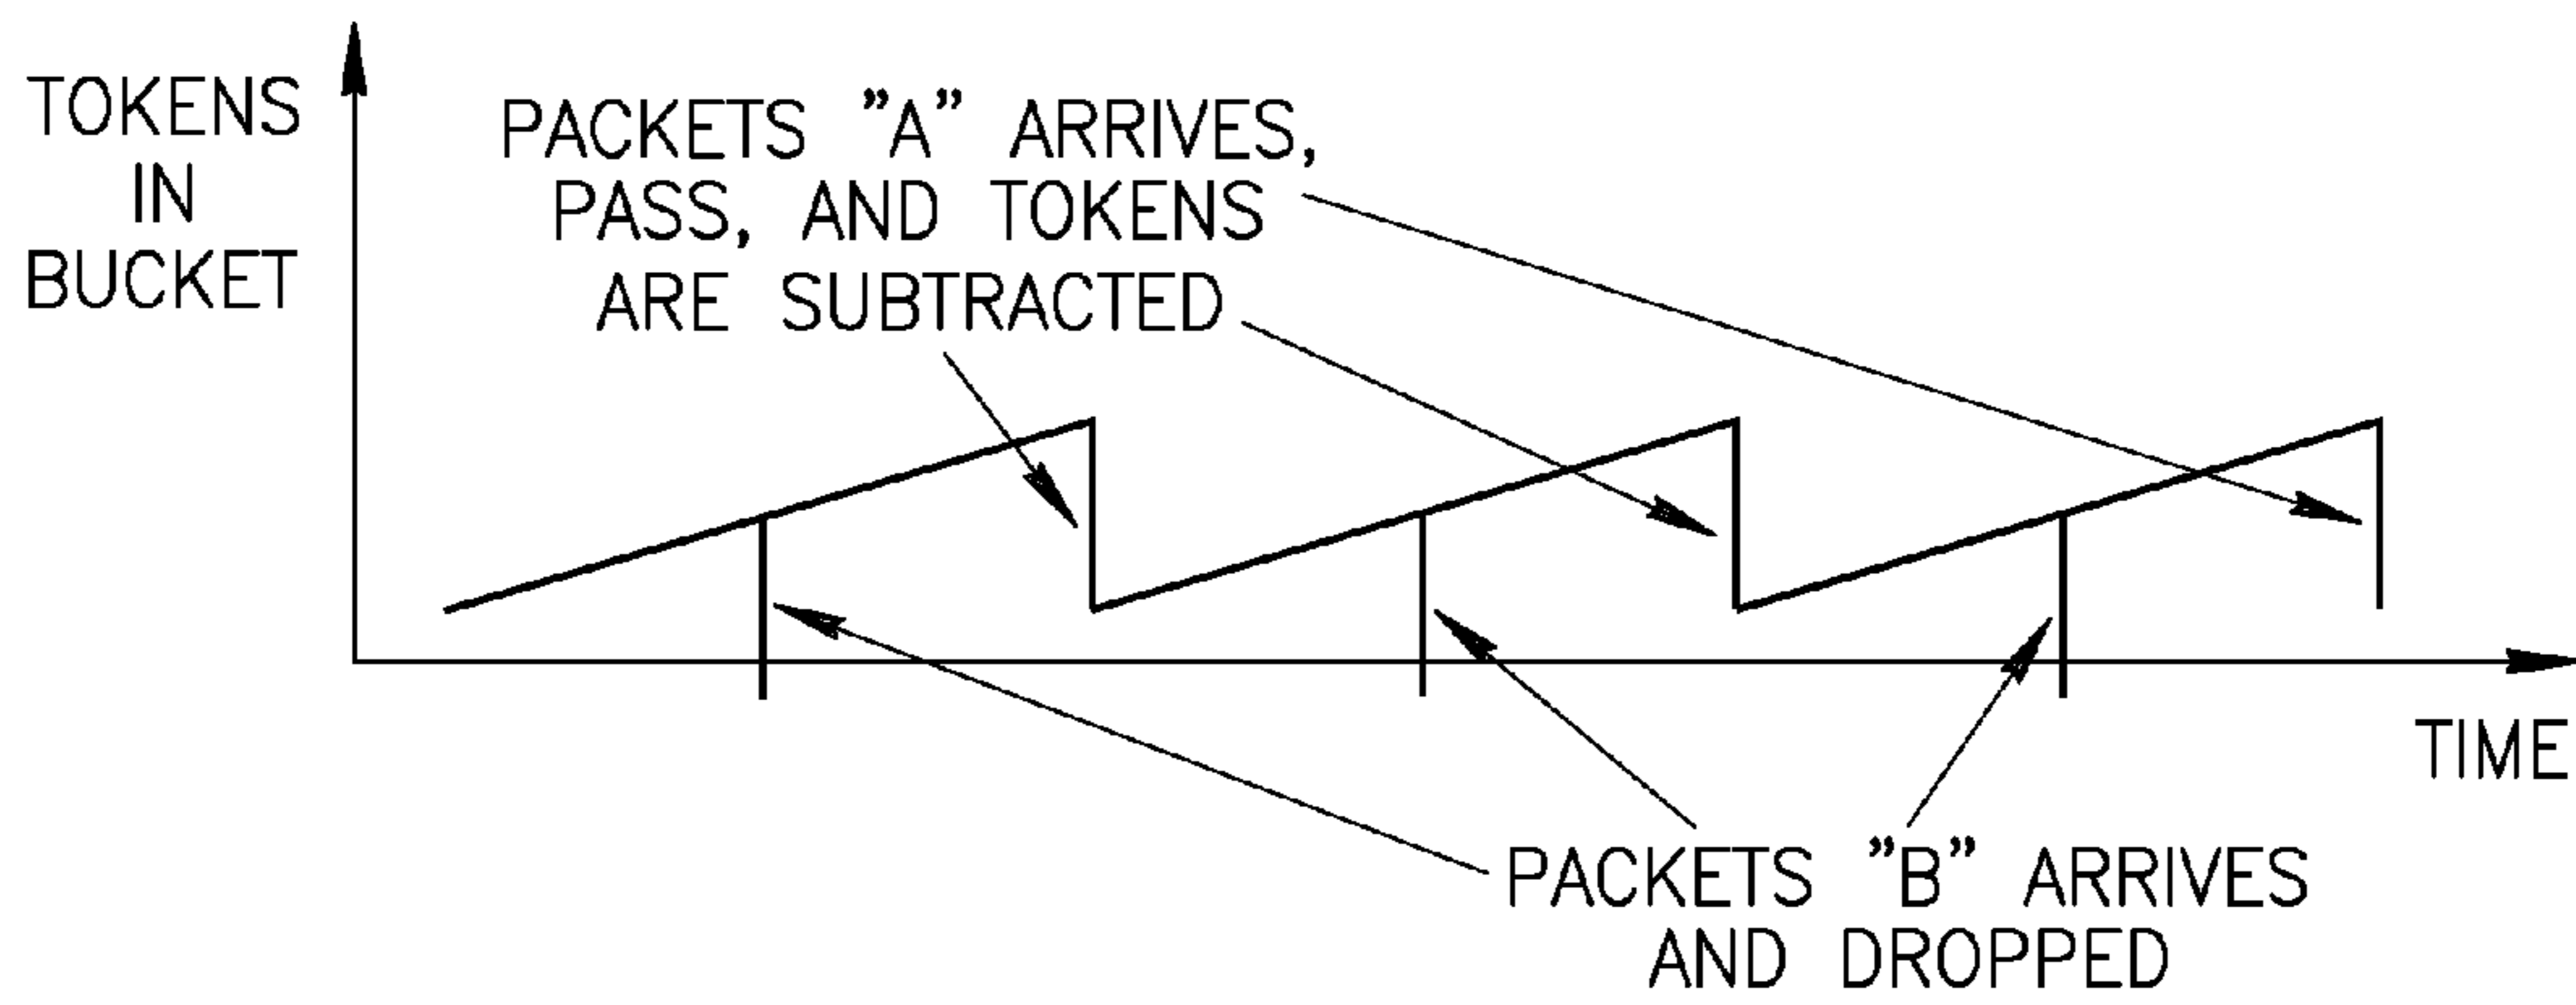 TOKENS
IN
BUCKET
PACKETS ”A” ARRIVES,
PASS, AND TOKENS
ARE SUBTRACTED
TIME
PACKETS ”B” ARRIVES
AND DROPPED